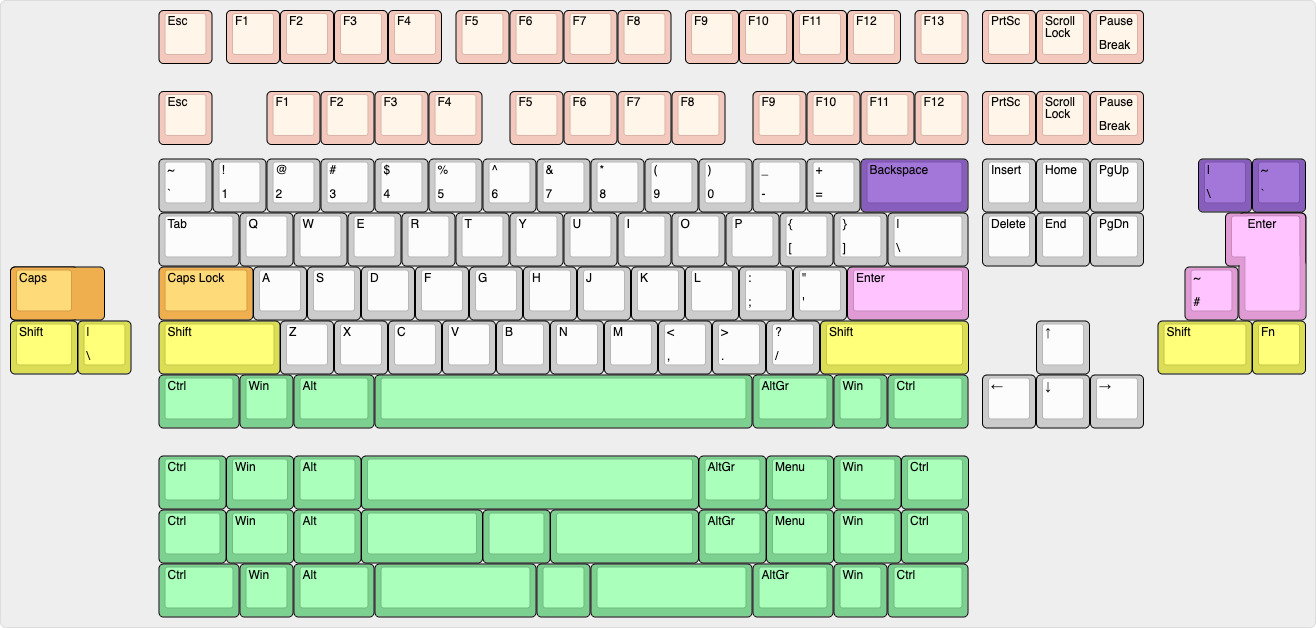 Esc F1 F2 F3 F4 F5 F6 F7 F8 F9 F10 F11 F12 F13 PrtSc Scroll Pause
Lock
Break
Esc F1 F2 F3 F4 F5 F6 F7 F8 F9 F10 F11 F12 PrtSc Scroll Pause
Lock
Break
~ ! @ # $ % ^ & * ( ) _ + Backspace Insert Home PgUp | ~
` 1 2 3 4 5 6 7 8 9 0 - = \ `
Tab Q W E R T Y U I O P { } | Delete End PgDn Enter
[ ] \
Caps Caps Lock A S D F G H J K L : " Enter ~
; ' #
Shift | Shift Z X C V B N M < > ? Shift ↑ Shift Fn
\ , . /
Ctrl Win Alt AltGr Win Ctrl ← ↓ →
Ctrl Win Alt AltGr Menu Win Ctrl
Ctrl Win Alt AltGr Menu Win Ctrl
Ctrl Win Alt AltGr Win Ctrl